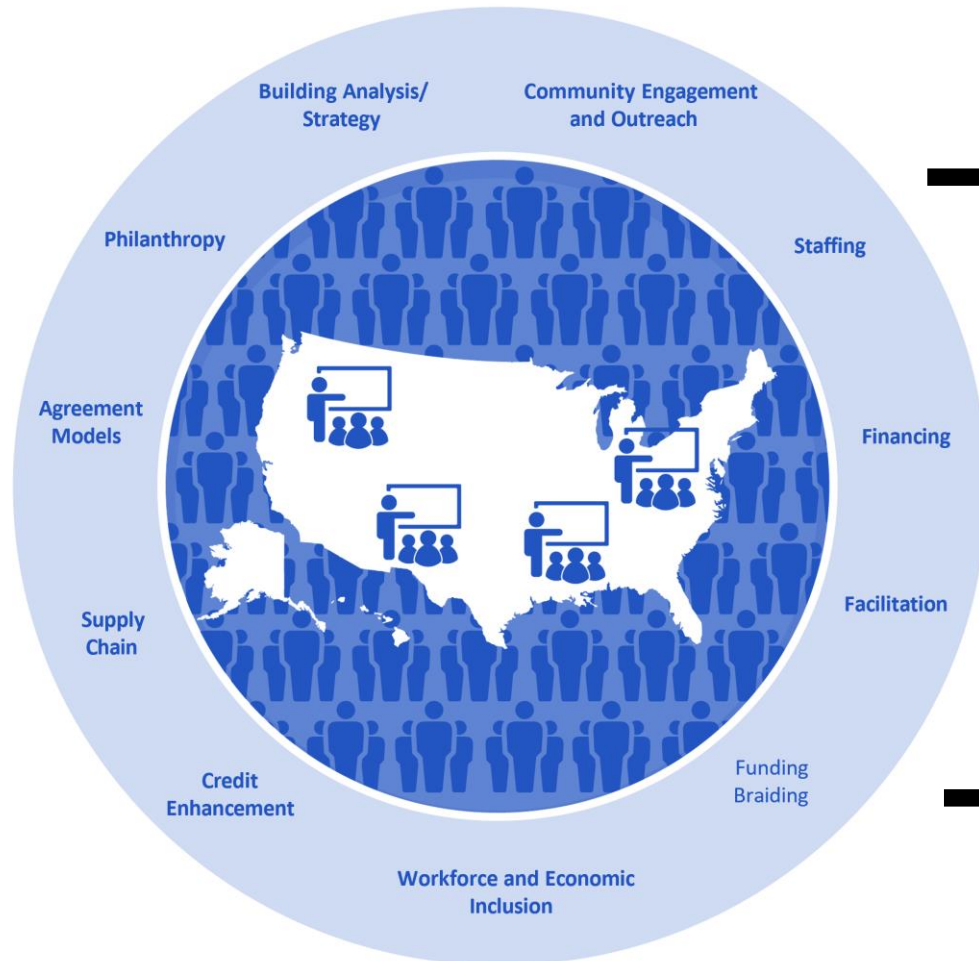 Building Analysis/
Strategy
Community Engagement
and Outreach
Philanthropy
Staffing
Agreement
Models
Financing
Supply
Chain
Facilitation
Credit
Enhancement
Funding
Braiding
Workforce and Economic
Inclusion